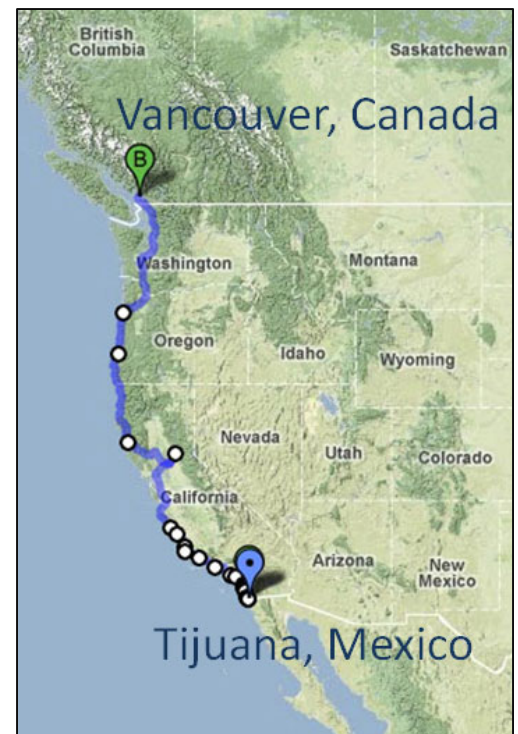 British
Columbia
Saskatchewan
Vancouver, Canada
B
Washington
Montana
Oregon
Idaho
Wyoming
Nevada
Utah
Colorado
California
Arizona
New
Mexico
Tijuana, Mexico